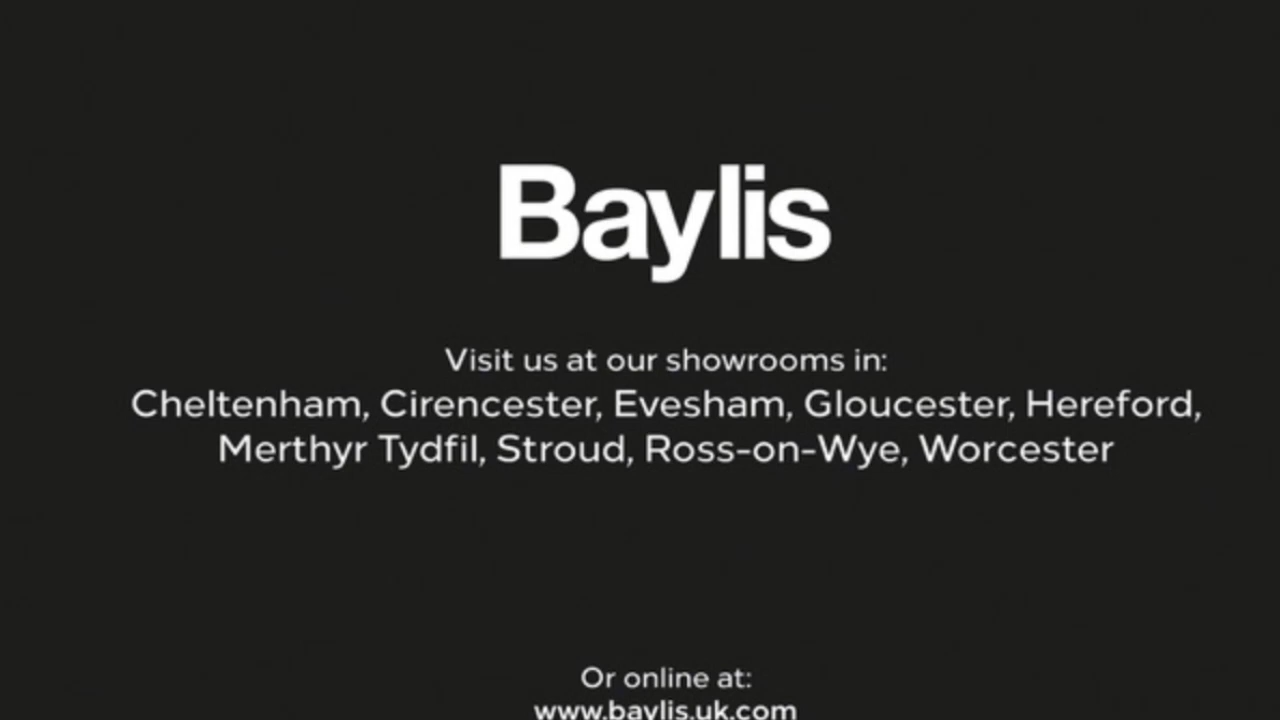 Baylis
Visit us at our showrooms in:
Cheltenham, Cirencester, Evesham, Gloucester, Hereford,
Merthyr Tydfil, Stroud, Ross-on-Wye, Worcester
Or online at:
www.baylis.uk.com